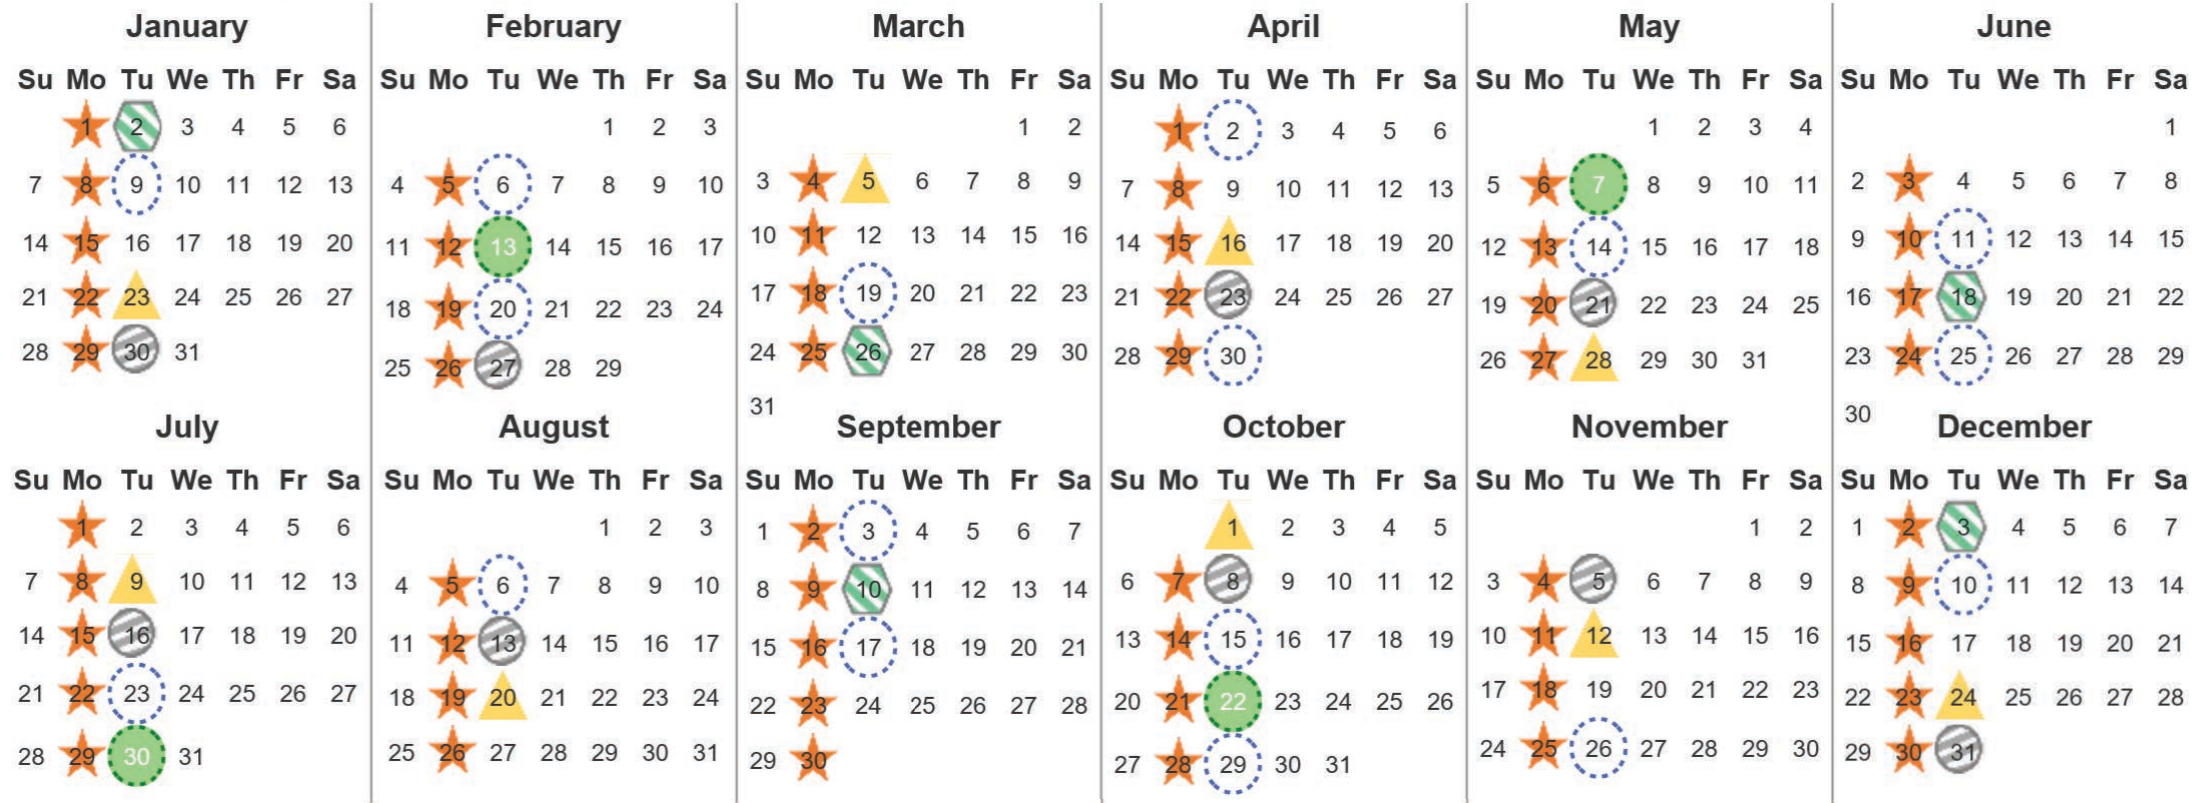 January
Su Mo Tu We Th Fr Sa
1 2 3 4 5 6
7 8 9 10 11 12 13
14 15 16 17 18 19 20
21 22 23 24 25 26 27
28 29 30 31
February
Su Mo Tu We Th Fr Sa
1 2 3
4 5 6 7 8 9 10
11 12 13 14 15 16 17
18 19 20 21 22 23 24
25 26 27 28 29
March
Su Mo Tu We Th Fr Sa
1 2
3 4 5 6 7 8 9
10 11 12 13 14 15 16
17 18 19 20 21 22 23
24 25 26 27 28 29 30
31
April
Su Mo Tu We Th Fr Sa
1 2 3 4 5 6
7 8 9 10 11 12 13
14 15 16 17 18 19 20
21 22 23 24 25 26 27
28 29 30
May
Su Mo Tu We Th Fr Sa
1 2 3 4
5 6 7 8 9 10 11
12 13 14 15 16 17 18
19 20 21 22 23 24 25
26 27 28 29 30 31
June
Su Mo Tu We Th Fr Sa
1
2 3 4 5 6 7 8
9 10 11 12 13 14 15
16 17 18 19 20 21 22
23 24 25 26 27 28 29
30
July
Su Mo Tu We Th Fr Sa
1 2 3 4 5 6
7 8 9 10 11 12 13
14 15 16 17 18 19 20
21 22 23 24 25 26 27
28 29 30 31
August
Su Mo Tu We Th Fr Sa
1 2 3
4 5 6 7 8 9 10
11 12 13 14 15 16 17
18 19 20 21 22 23 24
25 26 27 28 29 30 31
September
Su Mo Tu We Th Fr Sa
1 2 3 4 5 6 7
8 9 10 11 12 13 14
15 16 17 18 19 20 21
22 23 24 25 26 27 28
29 30
October
Su Mo Tu We Th Fr Sa
1 2 3 4 5
6 7 8 9 10 11 12
13 14 15 16 17 18 19
20 21 22 23 24 25 26
27 28 29 30 31
November
Su Mo Tu We Th Fr Sa
1 2
3 4 5 6 7 8 9
10 11 12 13 14 15 16
17 18 19 20 21 22 23
24 25 26 27 28 29 30
December
Su Mo Tu We Th Fr Sa
1 2 3 4 5 6 7
8 9 10 11 12 13 14
15 16 17 18 19 20 21
22 23 24 25 26 27 28
29 30 31